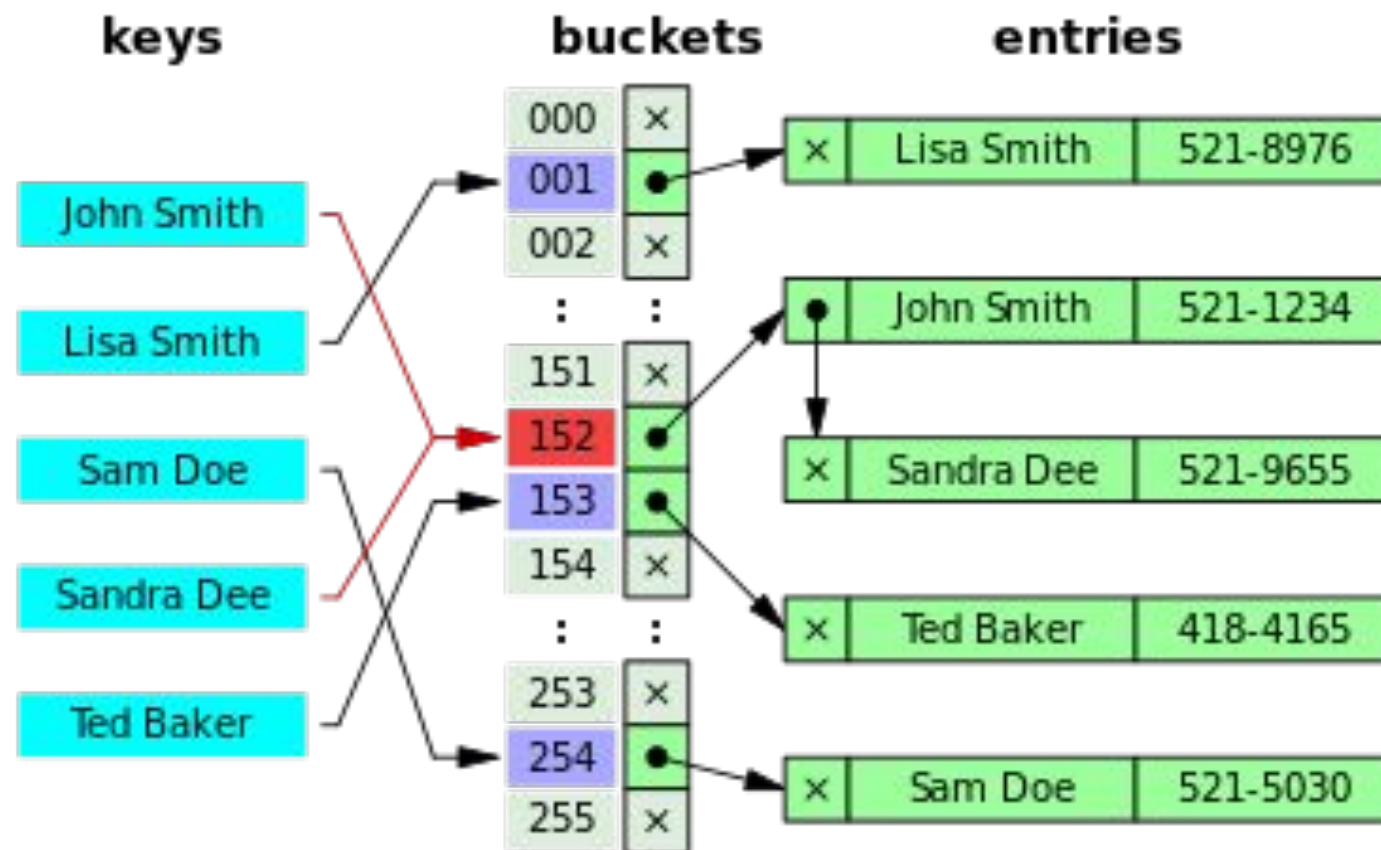 keys
buckets
entries
John Smith
Lisa Smith
Sam Doe
Sandra Dee
Ted Baker
000 ×
001
002 ×
: :
151 ×
152
153
154 ×
: :
253 ×
254
255 ×
× Lisa Smith 521-8976
John Smith 521-1234
× Sandra Dee 521-9655
× Ted Baker 418-4165
× Sam Doe 521-5030